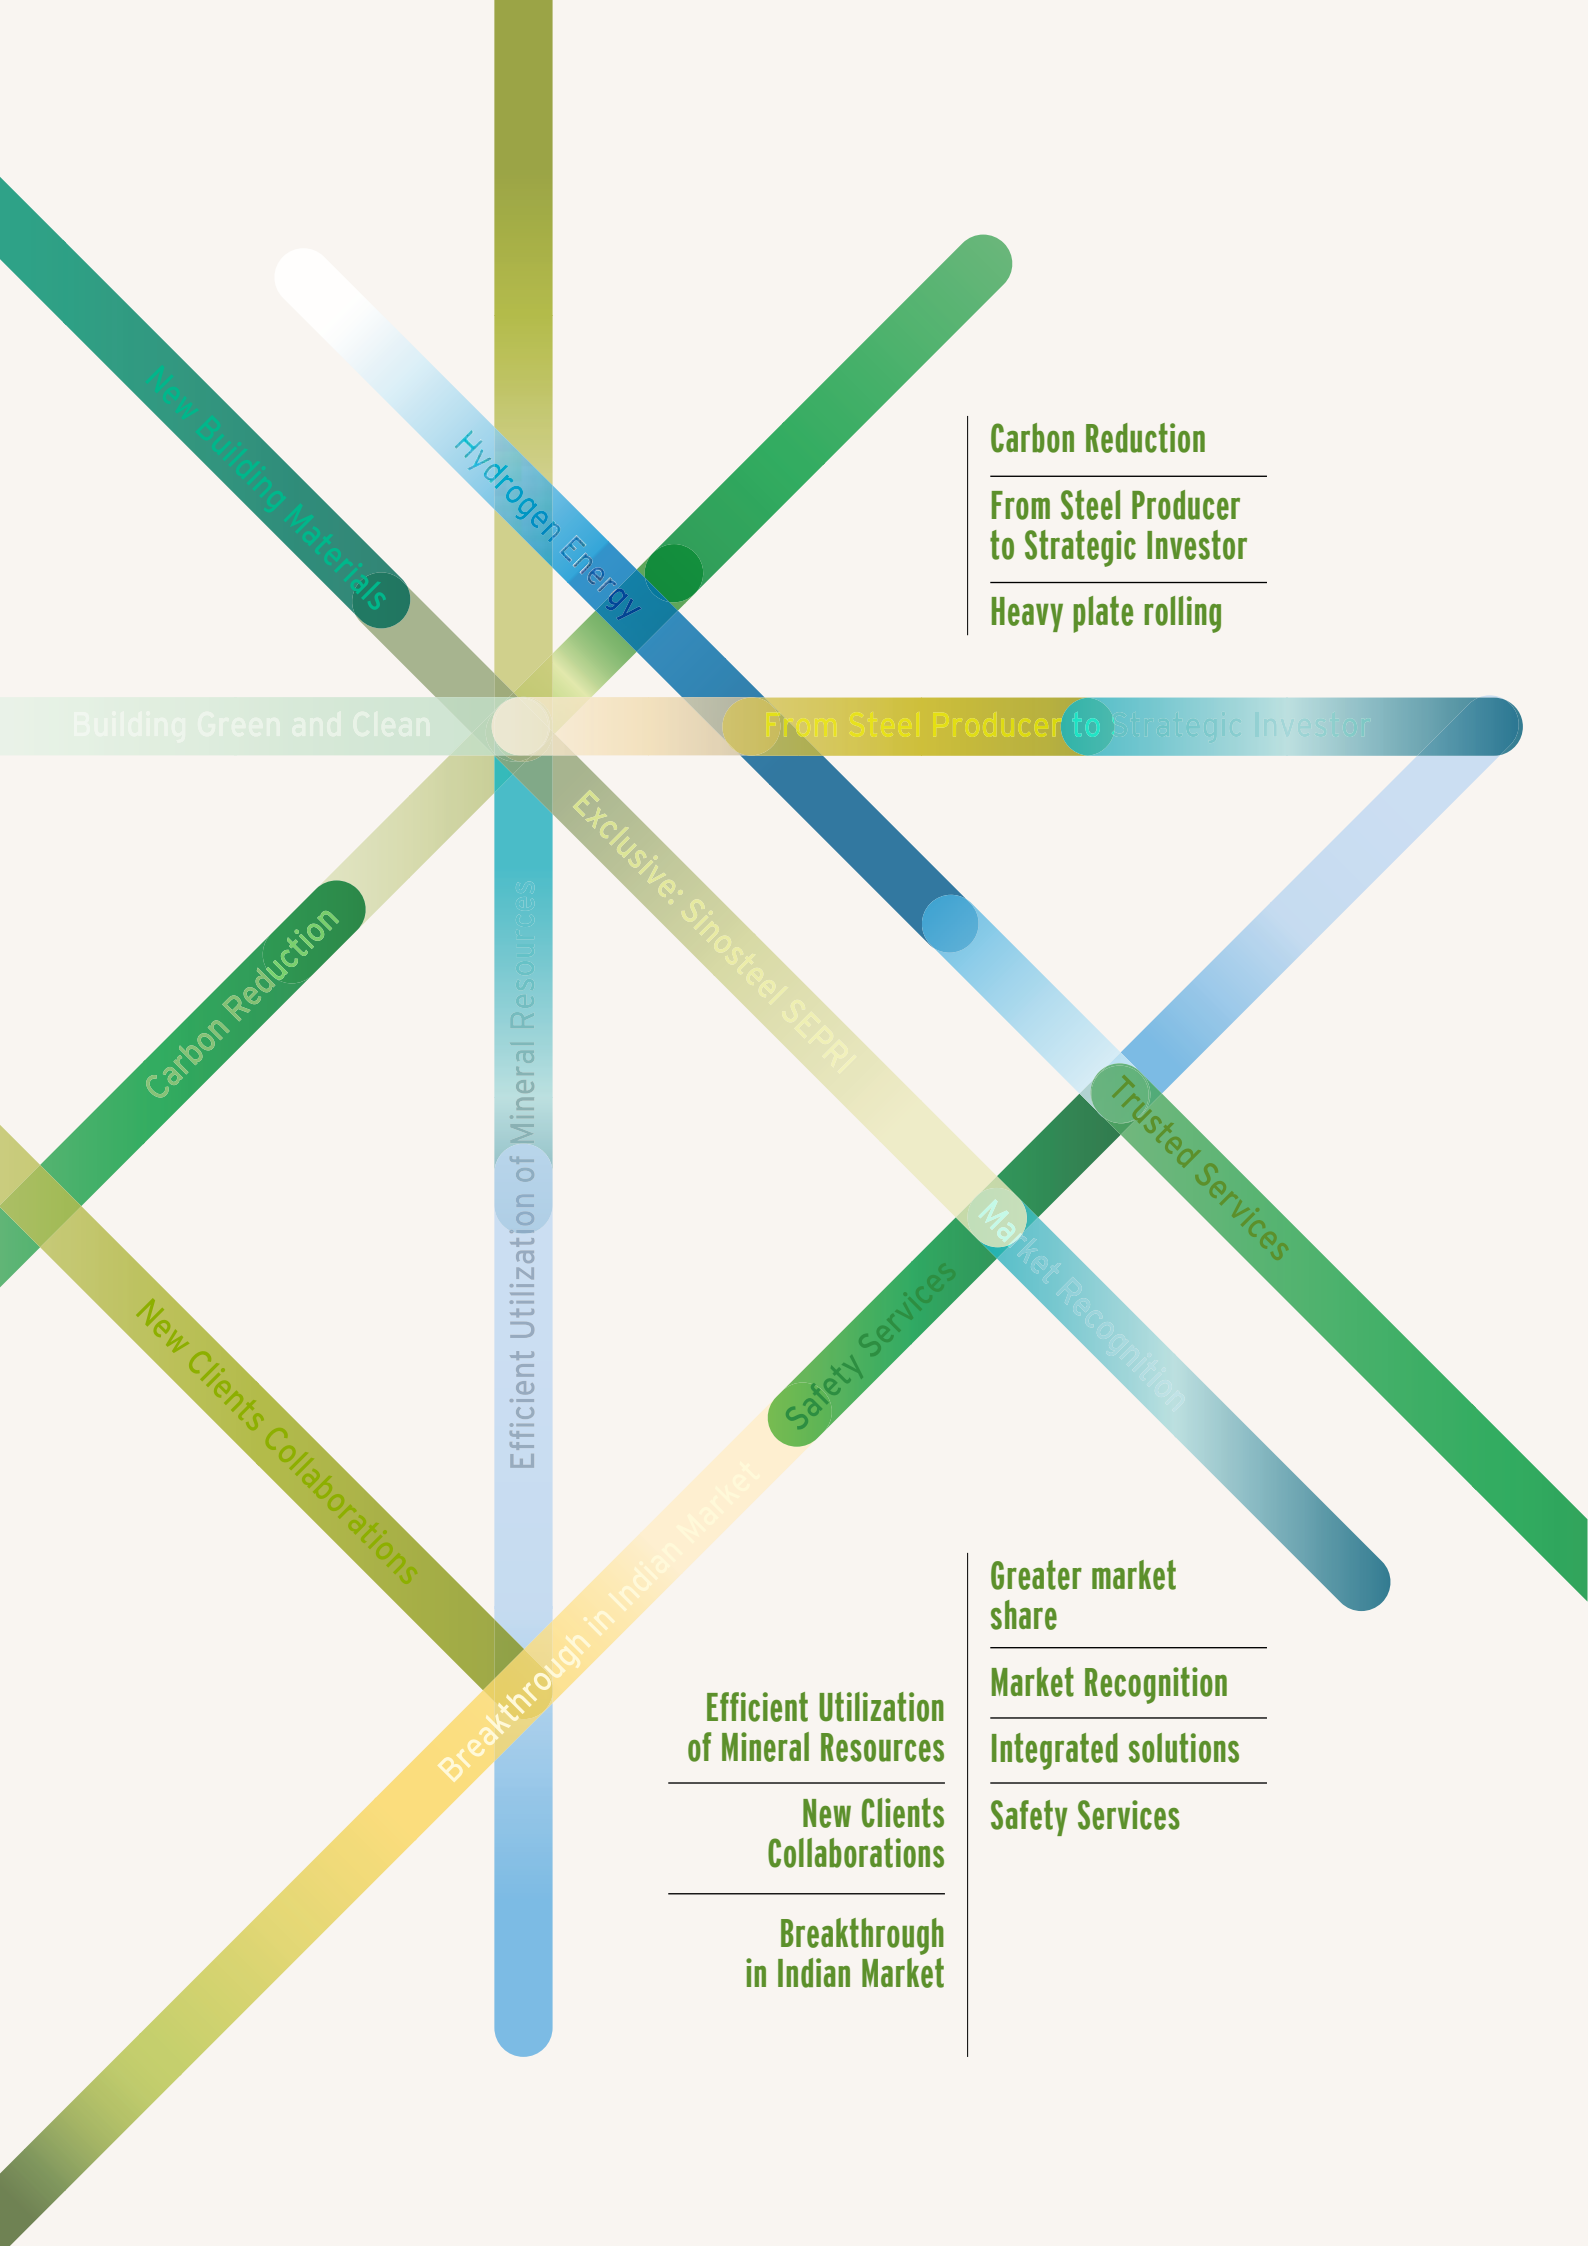 New Building Materials
Hydrogen Energy
Carbon Reduction
From Steel Producer
to Strategic Investor
Heavy plate rolling
Building Green and Clean
From Steel Producer to Strategic Investor
Exclusive: Sinosteel SEPRI
Carbon Reduction
Efficient Utilization of Mineral Resources
Trusted Services
Market Recognition
Safety Services
New Clients Collaborations
Breakthrough in Indian Market
Efficient Utilization
of Mineral Resources
New Clients
Collaborations
Breakthrough
in Indian Market
Greater market
share
Market Recognition
Integrated solutions
Safety Services